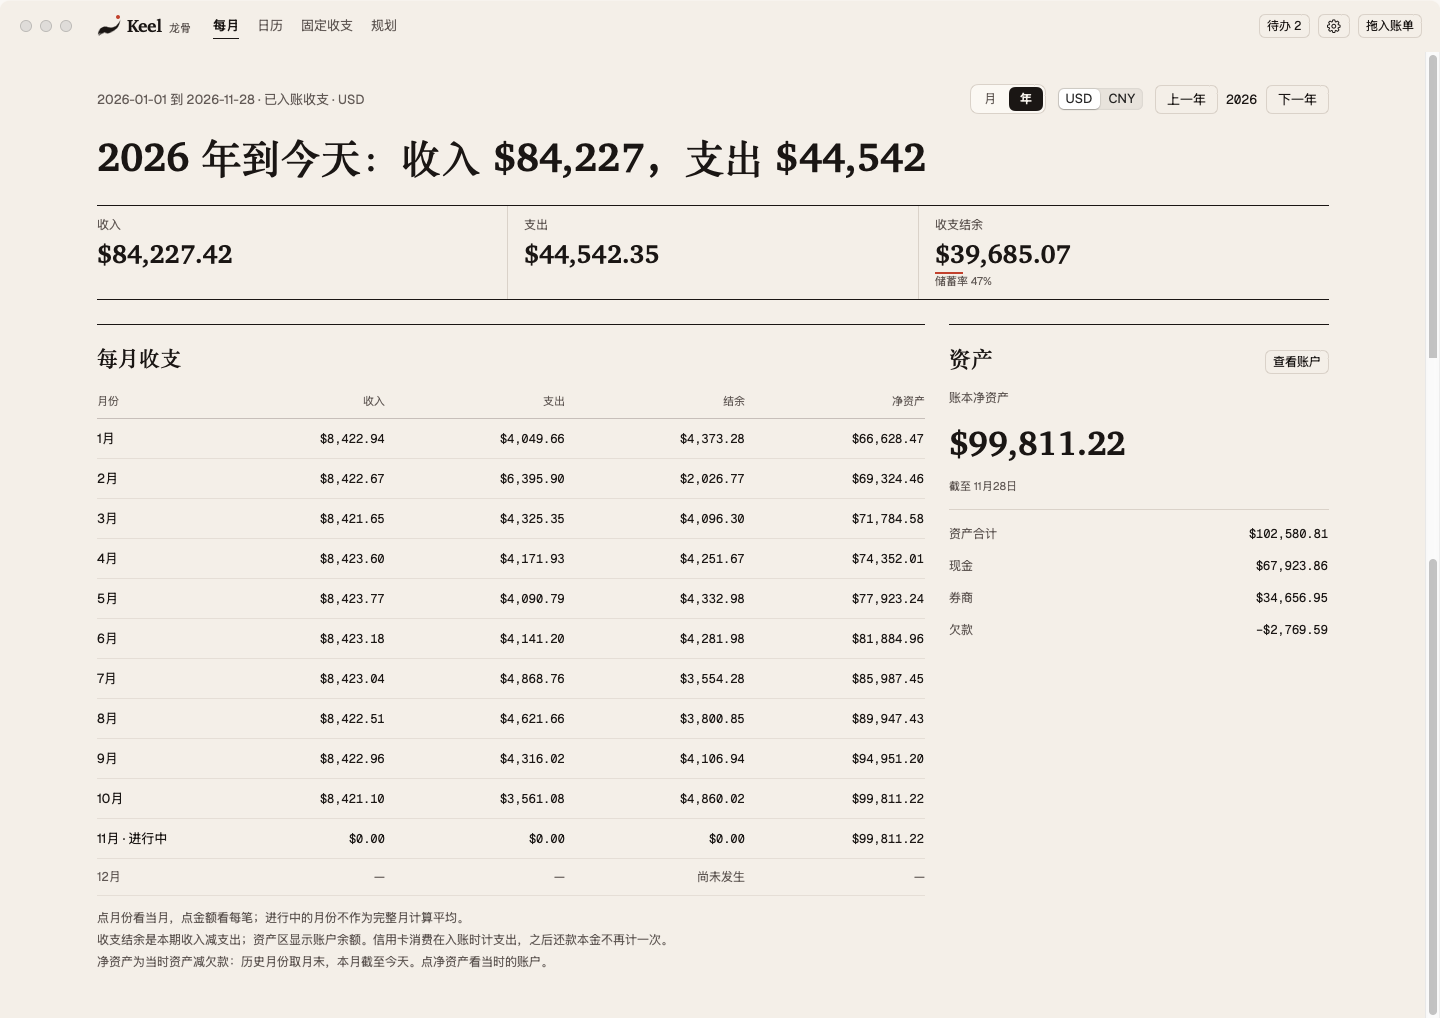 Keel 龙骨 每月 日历 固定收支 规划 待办 2 拖入账单
2026-01-01 到 2026-11-28 · 已入账收支 · USD 月 年 USD CNY 上一年 2026 下一年
2026 年到今天：收入 $84,227，支出 $44,542
收入 支出 收支结余
$84,227.42 $44,542.35 $39,685.07
储蓄率 47%
每月收支
月份 收入 支出 结余 净资产
1月 $8,422.94 $4,049.66 $4,373.28 $66,628.47
2月 $8,422.67 $6,395.90 $2,026.77 $69,324.46
3月 $8,421.65 $4,325.35 $4,096.30 $71,784.58
4月 $8,423.60 $4,171.93 $4,251.67 $74,352.01
5月 $8,423.77 $4,090.79 $4,332.98 $77,923.24
6月 $8,423.18 $4,141.20 $4,281.98 $81,884.96
7月 $8,423.04 $4,868.76 $3,554.28 $85,987.45
8月 $8,422.51 $4,621.66 $3,800.85 $89,947.43
9月 $8,422.96 $4,316.02 $4,106.94 $94,951.20
10月 $8,421.10 $3,561.08 $4,860.02 $99,811.22
11月 · 进行中 $0.00 $0.00 $0.00 $99,811.22
12月 — — 尚未发生 —
点月份看当月，点金额看每笔；进行中的月份不作为完整月计算平均。
收支结余是本期收入减支出；资产区显示账户余额。信用卡消费在入账时计支出，之后还款本金不再计一次。
净资产为当时资产减欠款：历史月份取月末，本月截至今天。点净资产看当时的账户。
资产 查看账户
账本净资产
$99,811.22
截至 11月28日
资产合计 $102,580.81
现金 $67,923.86
券商 $34,656.95
欠款 -$2,769.59